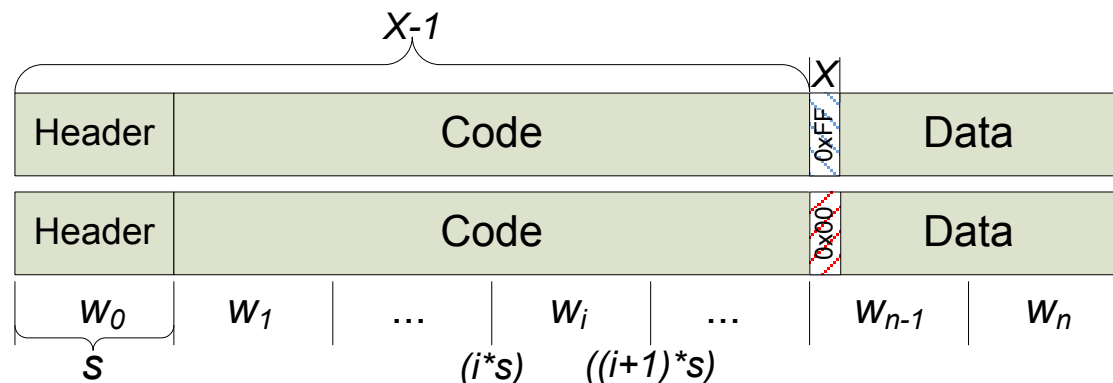 X-1
X
Header Code 0xFF Data
Header Code 0x00 Data
w0 w1 ... wi ... wn-1 wn
s (i*s) ((i+1)*s)